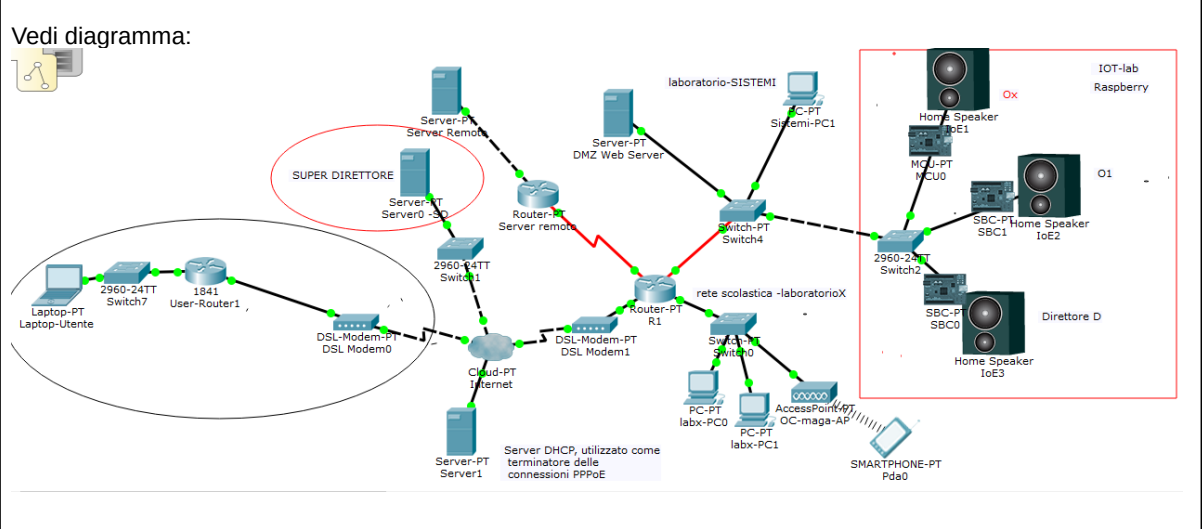 Vedi diagramma:
Server-PT
Server Remoto
SUPER DIRETTORE
Server-PT
Server0 -SD
2960-24TT
Switch1
Laptop-PT
Laptop-Utente
2960-24TT
Switch7
1841
User-Router1
DSL-Modem-PT
DSL Modem0
Cloud-PT
Internet
Server-PT
Server1
Server DHCP, utilizato come
terminatore delle
connessioni PPPoE
DSL-Modem-PT
DSL Modem1
Router-PT
Server remoto
Router-PT
R1
laboratorio-SISTEMI
Server-PT
DMZ Web Server
PC-PT
Sistemi-PC1
Switch-PT
Switch4
rete scolastica -laboratorioX
Switch-PT
Switch0
PC-PT
labx-PC0
PC-PT
labx-PC1
AccessPoint-PT
OC-maga-AP
SMARTPHONE-PT
Pda0
2960-24TT
Switch2
IOT-lab
Raspberry
Ox
Home Speaker
IoE1
MCU-PT
MCU0
O1
SBC-PT
SBC1
Home Speaker
IoE2
SBC-PT
SBC0
Direttore D
Home Speaker
IoE3